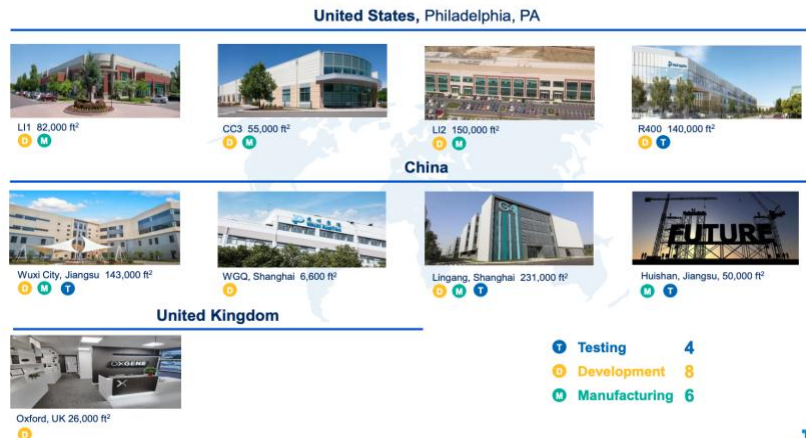 United States, Philadelphia, PA
LI1 82,000 ft²
D M
CC3 55,000 ft²
D M
LI2 150,000 ft²
D M
R400 140,000 ft²
D T
China
Wuxi City, Jiangsu 143,000 ft²
D M T
WGQ, Shanghai 6,600 ft²
D
Lingang, Shanghai 231,000 ft²
D M T
FUTURE
Huishan, Jiangsu, 50,000 ft²
M T
United Kingdom
OXGENE
Oxford, UK 26,000 ft²
D
T Testing 4
D Development 8
M Manufacturing 6